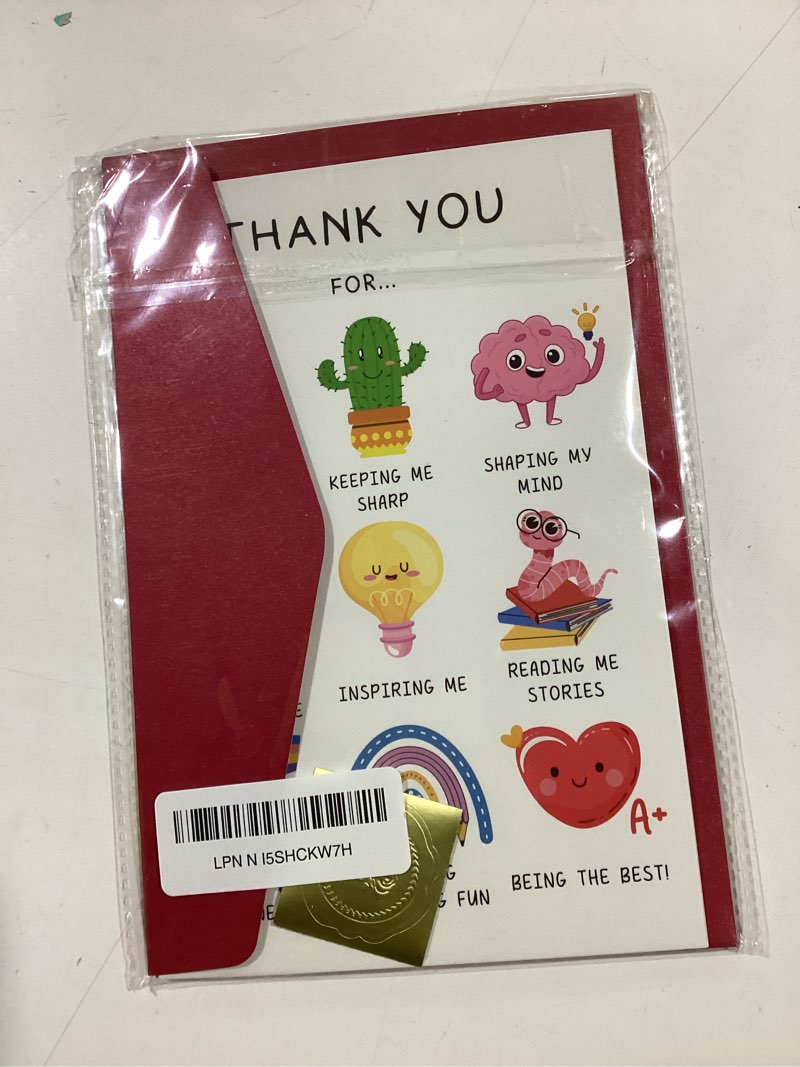 THANK YOU
FOR...
KEEPING ME
SHARP
SHAPING MY
MIND
INSPIRING ME
READING ME
STORIES
A+
BEING THE BEST!
FUN
LPN N I5SHCKW7H